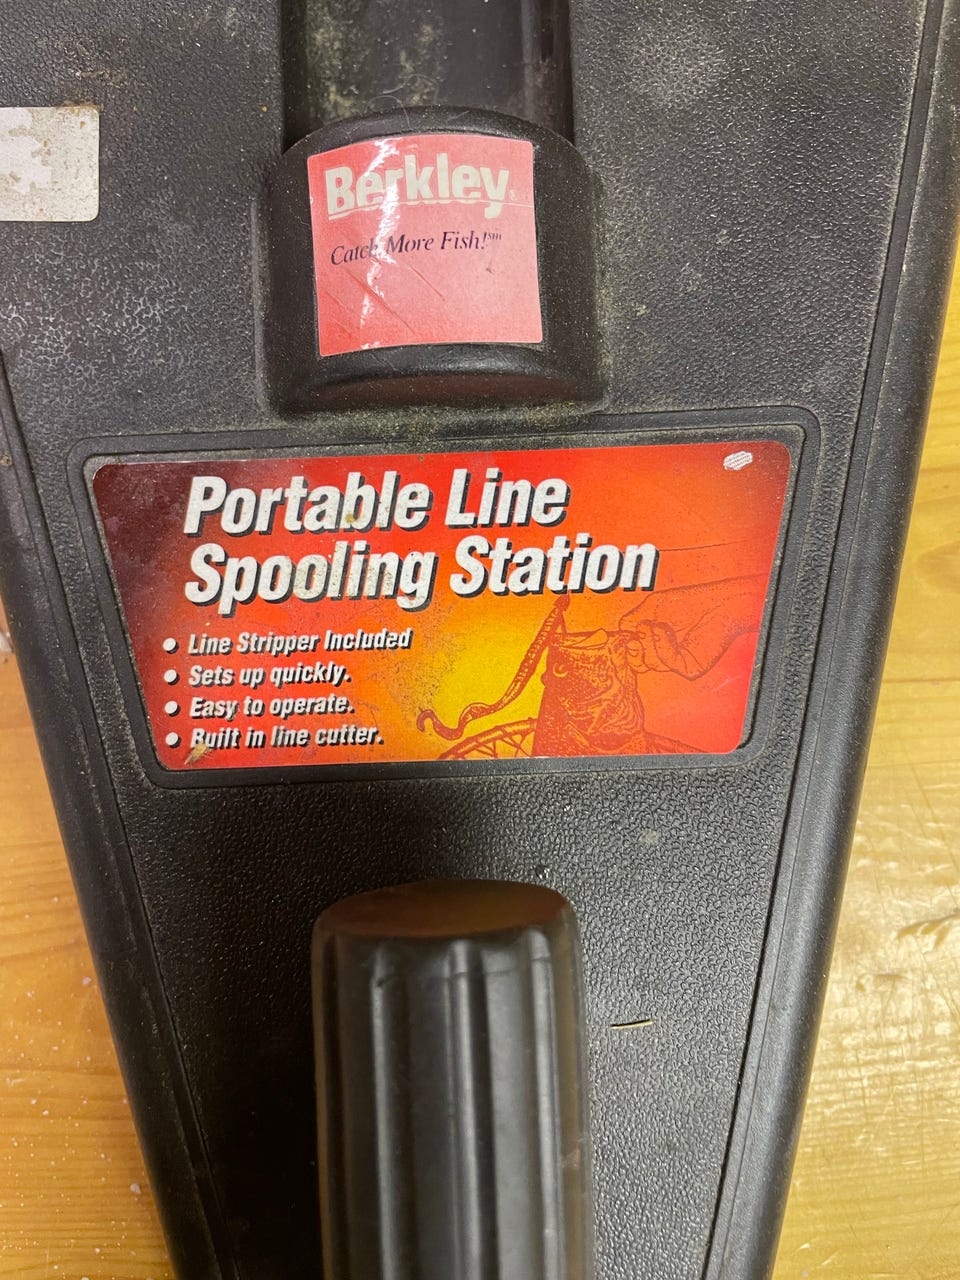 Berkley®
Catch More Fish!℠
Portable Line
Spooling Station
• Line Stripper Included
• Sets up quickly.
• Easy to operate.
• Built in line cutter.